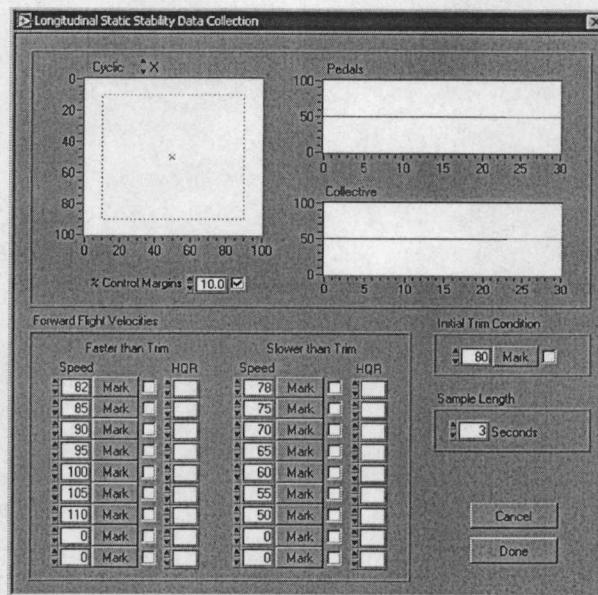 Longitudinal Static Stability Data Collection
Cyclic X
0
20
40
60
80
100
0 20 40 60 80 100
% Control Margins 10.0
Pedals
100
50
0
0 5 10 15 20 25 30
Collective
100
50
0
0 5 10 15 20 25 30
Forward Flight Velocities
Faster than Trim
Speed HQR
82 Mark
85 Mark
90 Mark
95 Mark
100 Mark
105 Mark
110 Mark
0 Mark
0 Mark
Slower than Trim
Speed HQR
78 Mark
75 Mark
70 Mark
65 Mark
60 Mark
55 Mark
50 Mark
0 Mark
0 Mark
Initial Trim Condition
80 Mark
Sample Length
3 Seconds
Cancel
Done